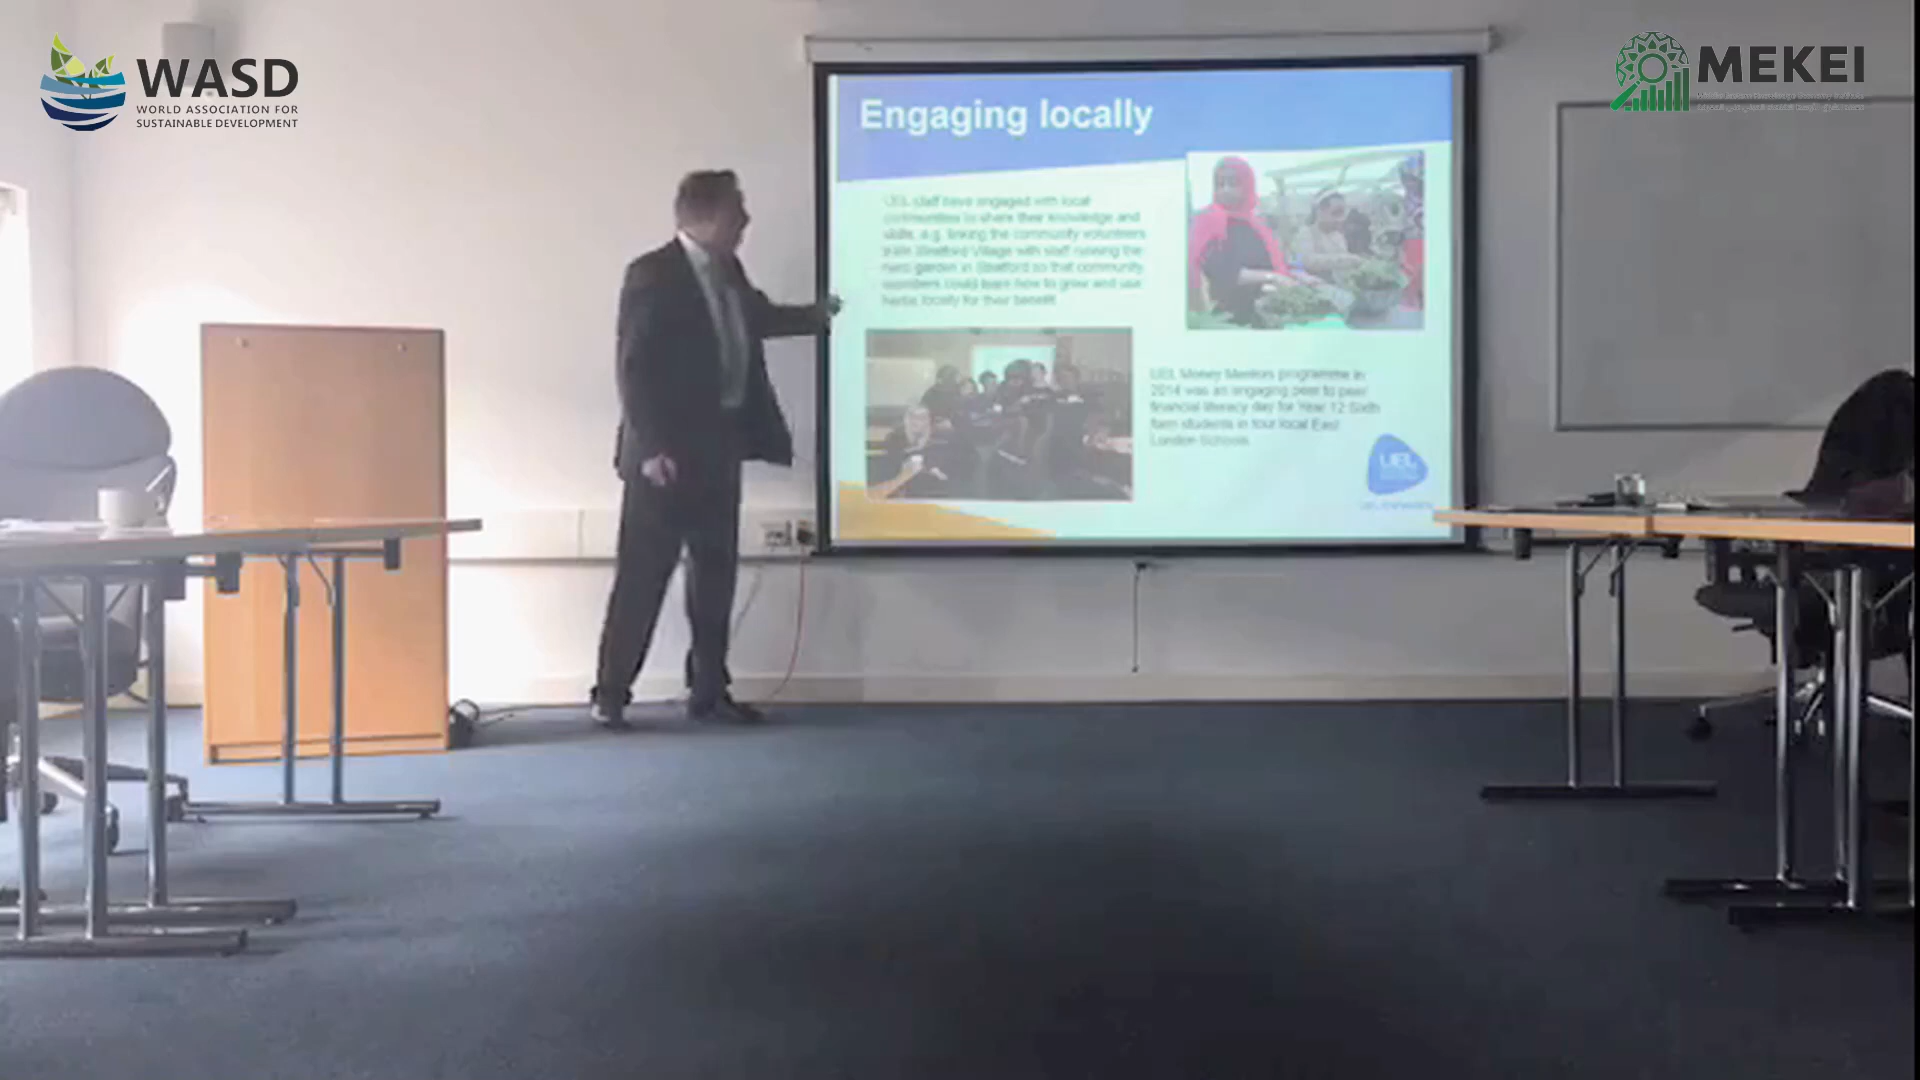 WASD
WORLD ASSOCIATION FOR
SUSTAINABLE DEVELOPMENT
MEKEI
Engaging locally
UEL staff have engaged with local
communities to share their knowledge and
skills, e.g. linking the community volunteers
from Stratford Village with staff running the
garden in Stratford so that community
members could learn how to grow and use
herbs locally for their benefit
UEL Money Mentors programme in
2014 was an engaging peer to peer
financial literacy day for Year 12 Sixth
form students in four local East
London Schools.
UEL